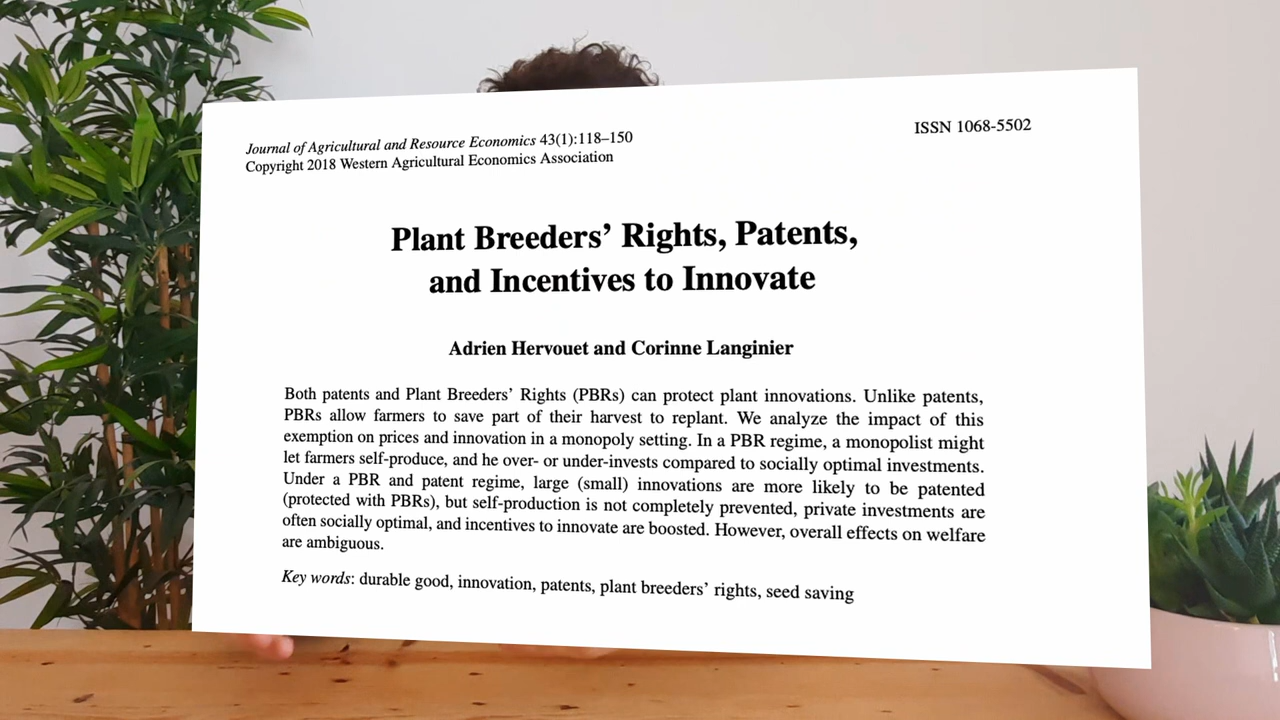 Journal of Agricultural and Resource Economics 43(1):118–150
ISSN 1068-5502
Copyright 2018 Western Agricultural Economics Association
Plant Breeders’ Rights, Patents,
and Incentives to Innovate
Adrien Hervouet and Corinne Langinier
Both patents and Plant Breeders’ Rights (PBRs) can protect plant innovations. Unlike patents,
PBRs allow farmers to save part of their harvest to replant. We analyze the impact of this
exemption on prices and innovation in a monopoly setting. In a PBR regime, a monopolist might
let farmers self-produce, and he over- or under-invests compared to socially optimal investments.
Under a PBR and patent regime, large (small) innovations are more likely to be patented
(protected with PBRs), but self-production is not completely prevented, private investments are
often socially optimal, and incentives to innovate are boosted. However, overall effects on welfare
are ambiguous.
Key words: durable good, innovation, patents, plant breeders’ rights, seed saving